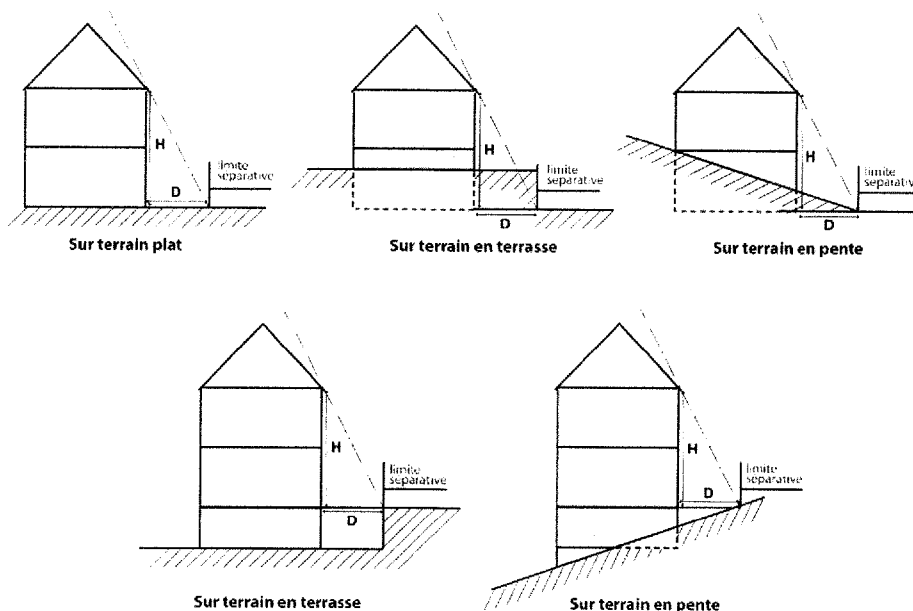 H
limite
séparative
D
Sur terrain plat
H
limite
séparative
D
Sur terrain en terrasse
H
limite
séparative
D
Sur terrain en pente
H
limite
séparative
D
Sur terrain en terrasse
H
limite
séparative
D
Sur terrain en pente